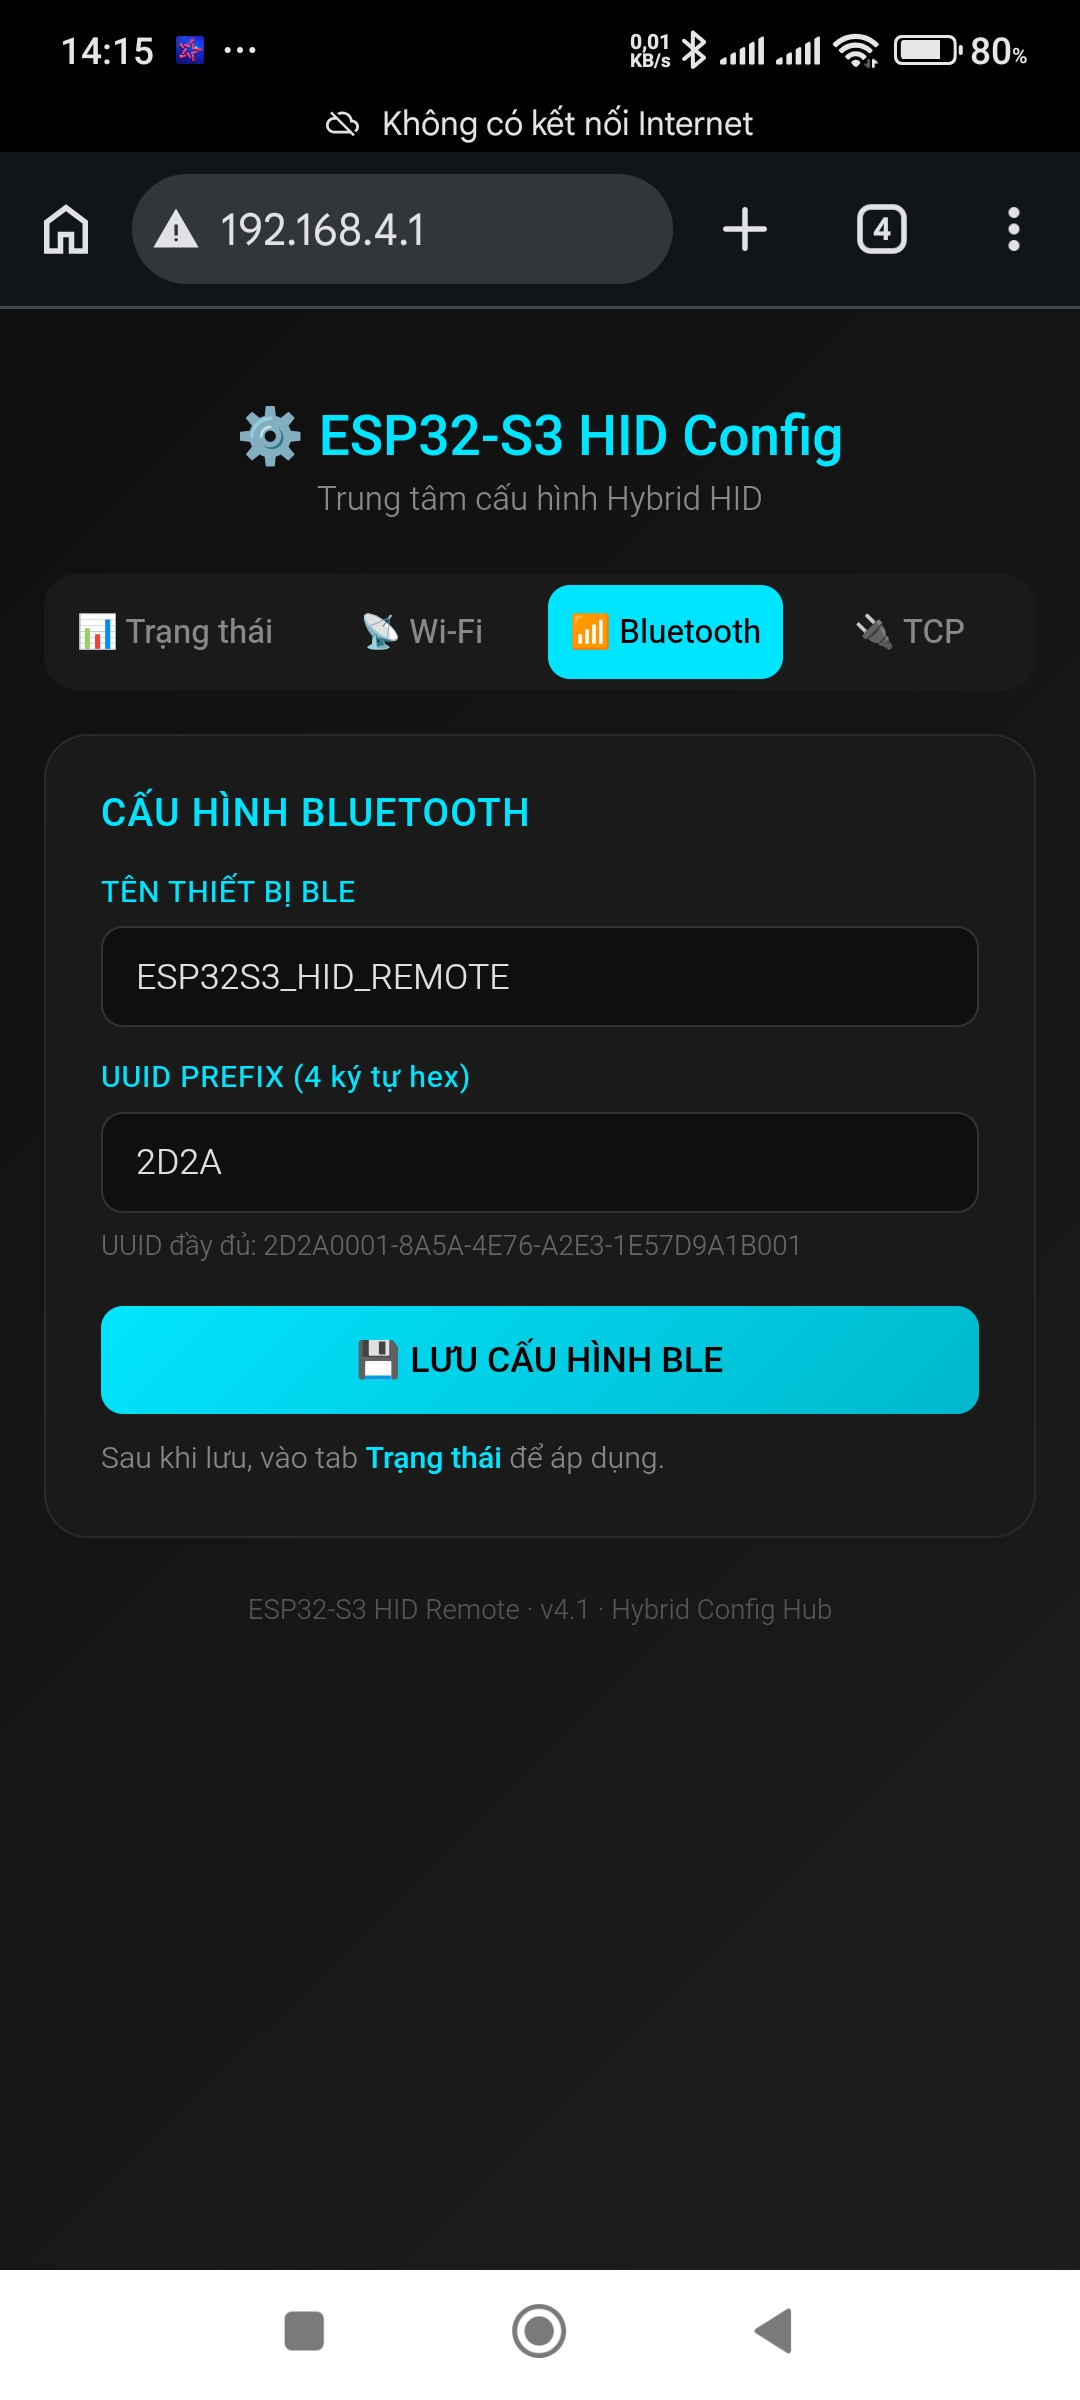 14:15 ... 0,01 KB/s 80%
Không có kết nối Internet
192.168.4.1 4
ESP32-S3 HID Config
Trung tâm cấu hình Hybrid HID
Trạng thái Wi-Fi Bluetooth TCP
CẤU HÌNH BLUETOOTH
TÊN THIẾT BỊ BLE
ESP32S3_HID_REMOTE
UUID PREFIX (4 ký tự hex)
2D2A
UUID đầy đủ: 2D2A0001-8A5A-4E76-A2E3-1E57D9A1B001
LƯU CẤU HÌNH BLE
Sau khi lưu, vào tab Trạng thái để áp dụng.
ESP32-S3 HID Remote · v4.1 · Hybrid Config Hub